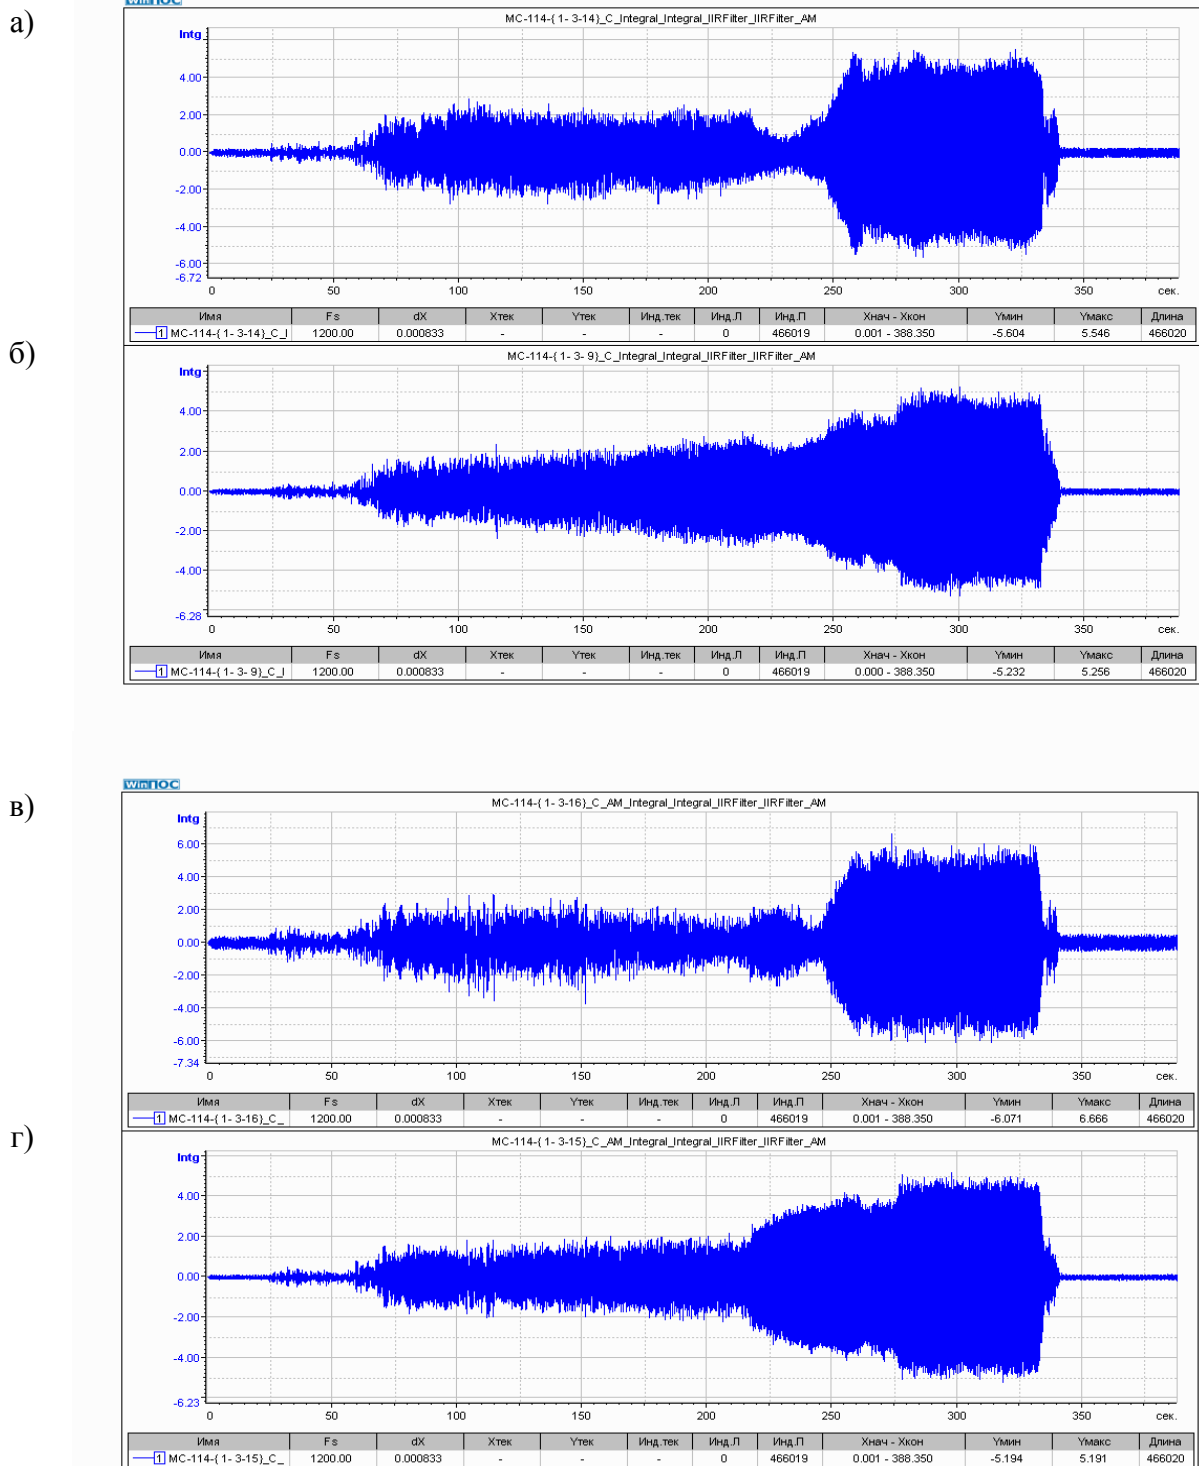 WinПОС
а)
MC-114-{ 1- 3-14}_C_Integral_Integral_IIRFilter_IIRFilter_AM
Intg
4.00
2.00
0.00
-2.00
-4.00
-6.00
-6.72
0 50 100 150 200 250 300 350 сек.
Имя Fs dX Xтек Yтек Инд.тек Инд.Л Инд.П Xнач - Xкон Yмин Yмакс Длина
1 MC-114-{ 1- 3-14}_C_I 1200.00 0.000833 - - - 0 466019 0.001 - 388.350 -5.604 5.546 466020
б)
MC-114-{ 1- 3- 9}_C_Integral_Integral_IIRFilter_IIRFilter_AM
Intg
4.00
2.00
0.00
-2.00
-4.00
-6.28
0 50 100 150 200 250 300 350 сек.
Имя Fs dX Xтек Yтек Инд.тек Инд.Л Инд.П Xнач - Xкон Yмин Yмакс Длина
1 MC-114-{ 1- 3- 9}_C_I 1200.00 0.000833 - - - 0 466019 0.000 - 388.350 -5.232 5.256 466020
WinПОС
в)
MC-114-{ 1- 3-16}_C_AM_Integral_Integral_IIRFilter_IIRFilter_AM
Intg
6.00
4.00
2.00
0.00
-2.00
-4.00
-6.00
-7.34
0 50 100 150 200 250 300 350 сек.
Имя Fs dX Xтек Yтек Инд.тек Инд.Л Инд.П Xнач - Xкон Yмин Yмакс Длина
1 MC-114-{ 1- 3-16}_C_ 1200.00 0.000833 - - - 0 466019 0.001 - 388.350 -6.071 6.666 466020
г)
MC-114-{ 1- 3-15}_C_AM_Integral_Integral_IIRFilter_IIRFilter_AM
Intg
4.00
2.00
0.00
-2.00
-4.00
-6.23
0 50 100 150 200 250 300 350 сек.
Имя Fs dX Xтек Yтек Инд.тек Инд.Л Инд.П Xнач - Xкон Yмин Yмакс Длина
1 MC-114-{ 1- 3-15}_C_ 1200.00 0.000833 - - - 0 466019 0.001 - 388.350 -5.194 5.191 466020